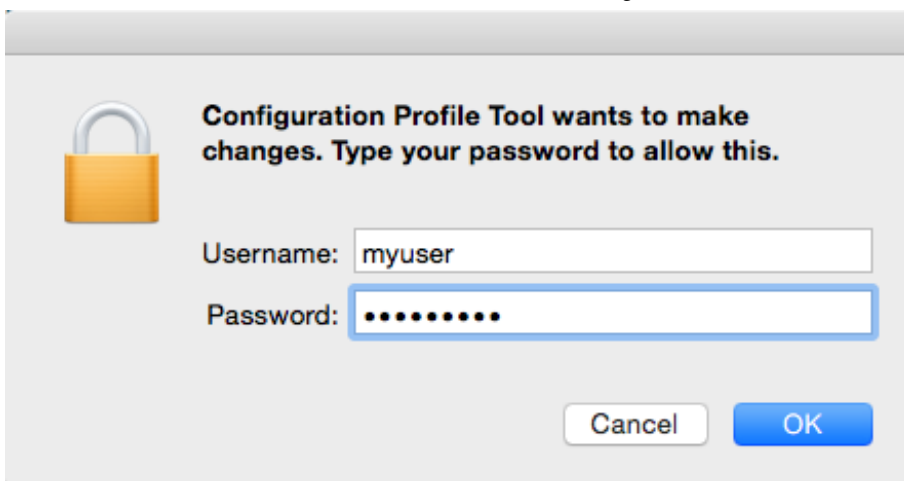 Configuration Profile Tool wants to make
changes. Type your password to allow this.
Username: myuser
Password: •••••••••
Cancel OK